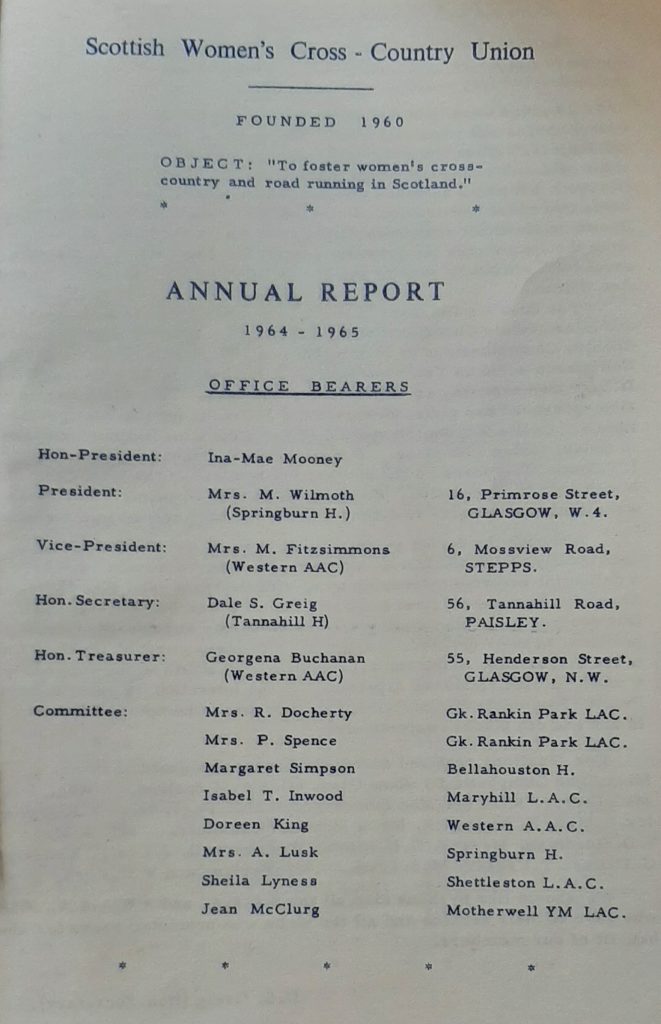 Scottish Women's Cross - Country Union
FOUNDED 1960
OBJECT: "To foster women's cross-
country and road running in Scotland."
* * *
ANNUAL REPORT
1964 - 1965
OFFICE BEARERS
Hon-President: Ina-Mae Mooney
President: Mrs. M. Wilmoth 16, Primrose Street,
(Springburn H.) GLASGOW, W.4.
Vice-President: Mrs. M. Fitzsimmons 6, Mossview Road,
(Western AAC) STEPPS.
Hon. Secretary: Dale S. Greig 56, Tannahill Road,
(Tannahill H) PAISLEY.
Hon. Treasurer: Georgena Buchanan 55, Henderson Street,
(Western AAC) GLASGOW, N.W.
Committee: Mrs. R. Docherty Gk. Rankin Park LAC.
Mrs. P. Spence Gk. Rankin Park LAC.
Margaret Simpson Bellahouston H.
Isabel T. Inwood Maryhill L.A.C.
Doreen King Western A.A.C.
Mrs. A. Lusk Springburn H.
Sheila Lyness Shettleston L.A.C.
Jean McClurg Motherwell YM LAC.
* * * * *